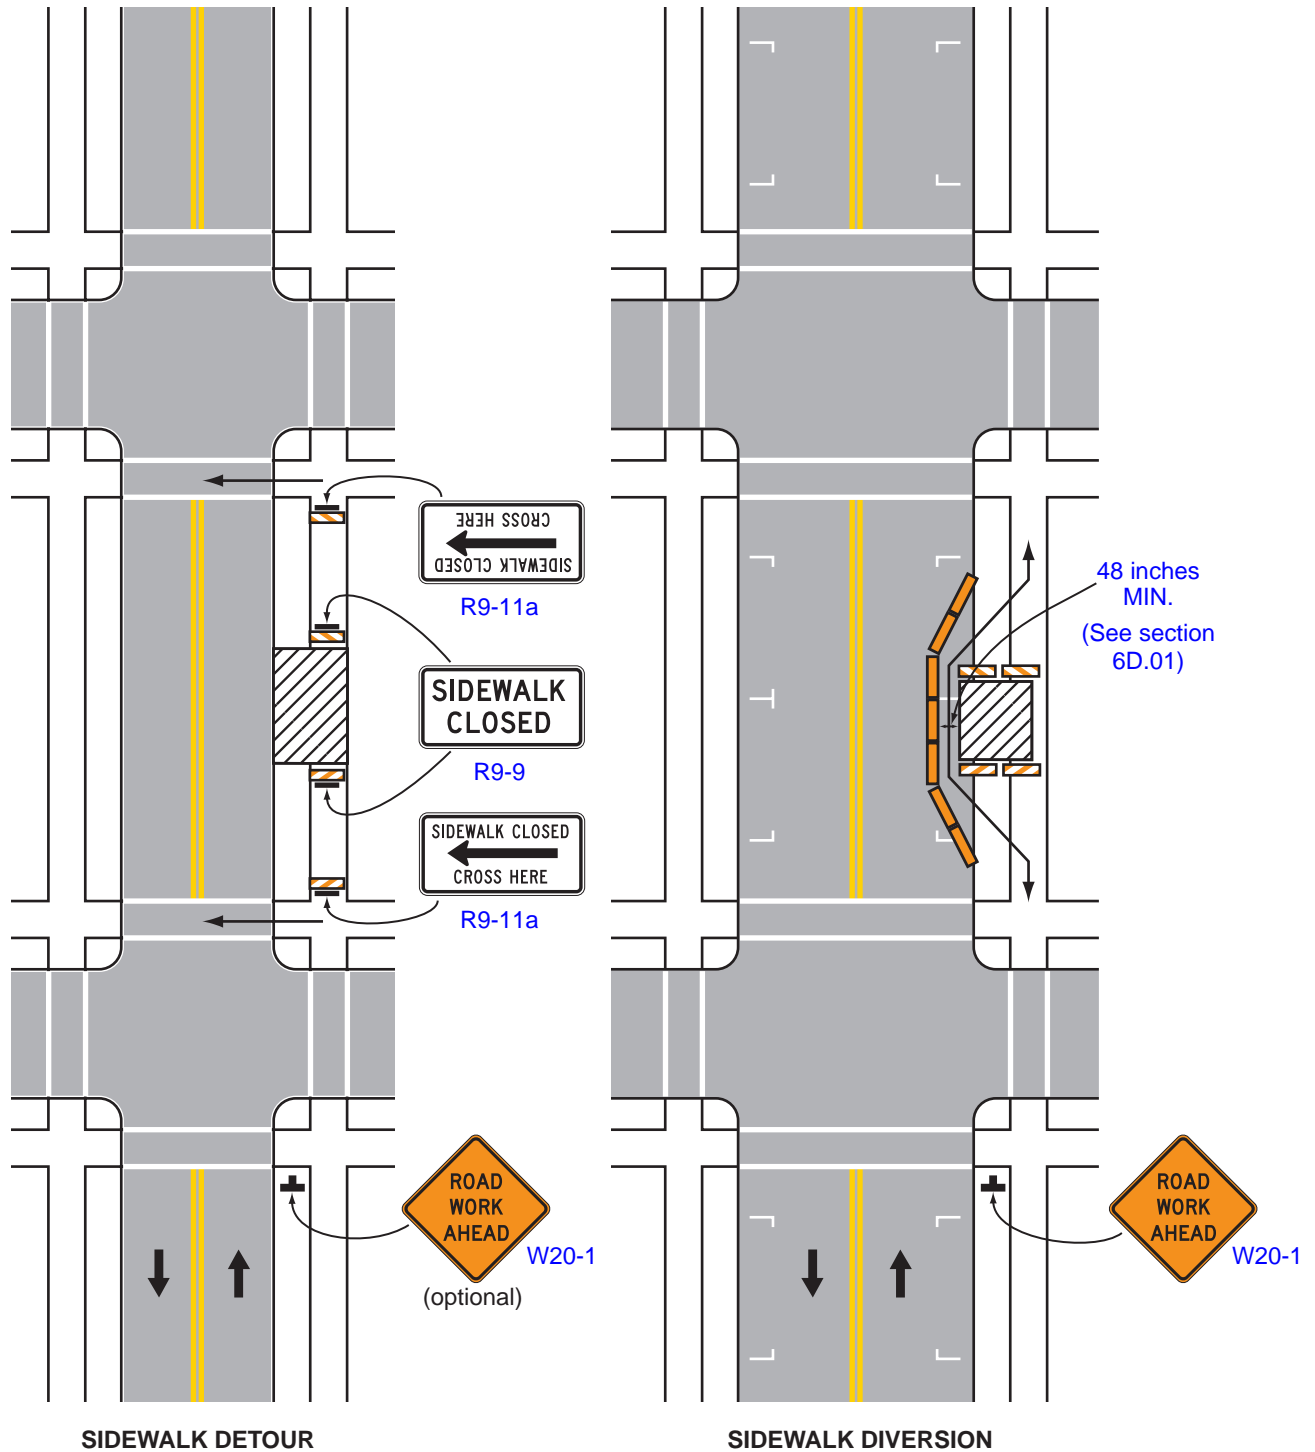 CROSS HERE
SIDEWALK CLOSED
R9-11a
SIDEWALK
CLOSED
R9-9
SIDEWALK CLOSED
CROSS HERE
R9-11a
ROAD
WORK
AHEAD
W20-1
(optional)
SIDEWALK DETOUR
48 inches
MIN.
(See section
6D.01)
ROAD
WORK
AHEAD
W20-1
SIDEWALK DIVERSION